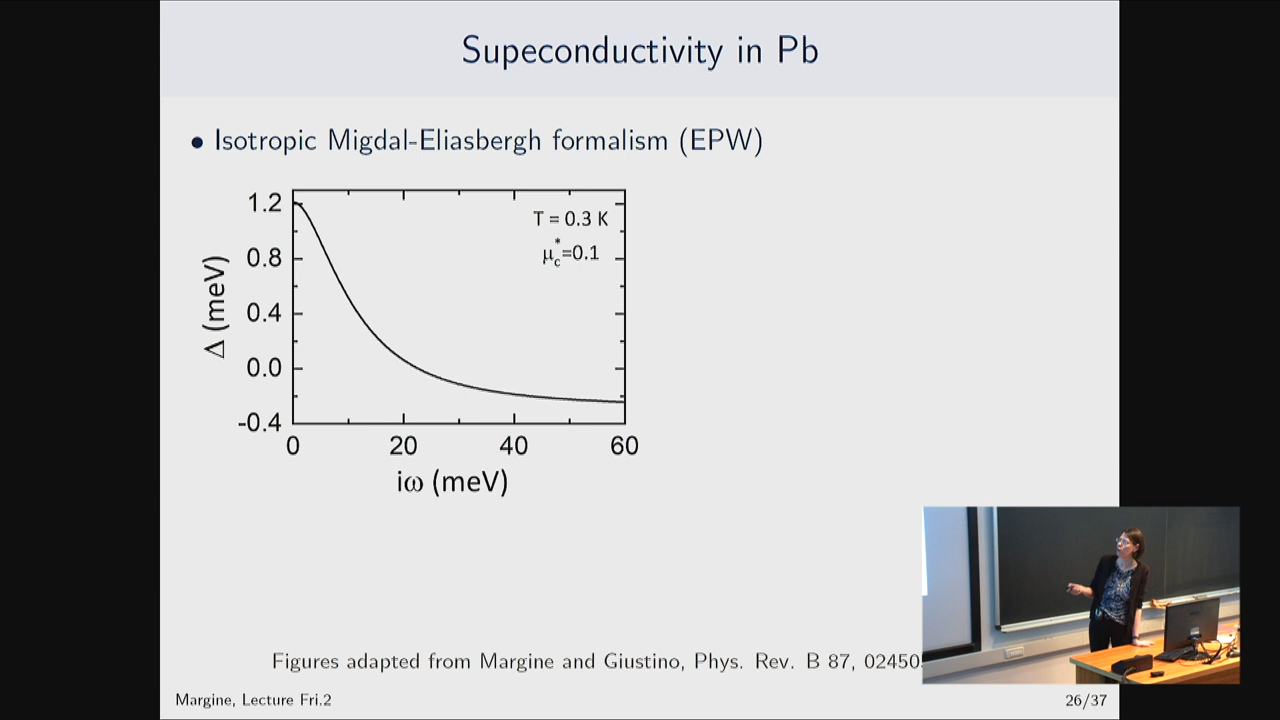 Supeconductivity in Pb
• Isotropic Migdal-Eliasbergh formalism (EPW)
1.2
0.8
0.4
0.0
-0.4
Δ (meV)
T = 0.3 K
μ*c=0.1
0 20 40 60
iω (meV)
Figures adapted from Margine and Giustino, Phys. Rev. B 87, 02450
Margine, Lecture Fri.2
26/37